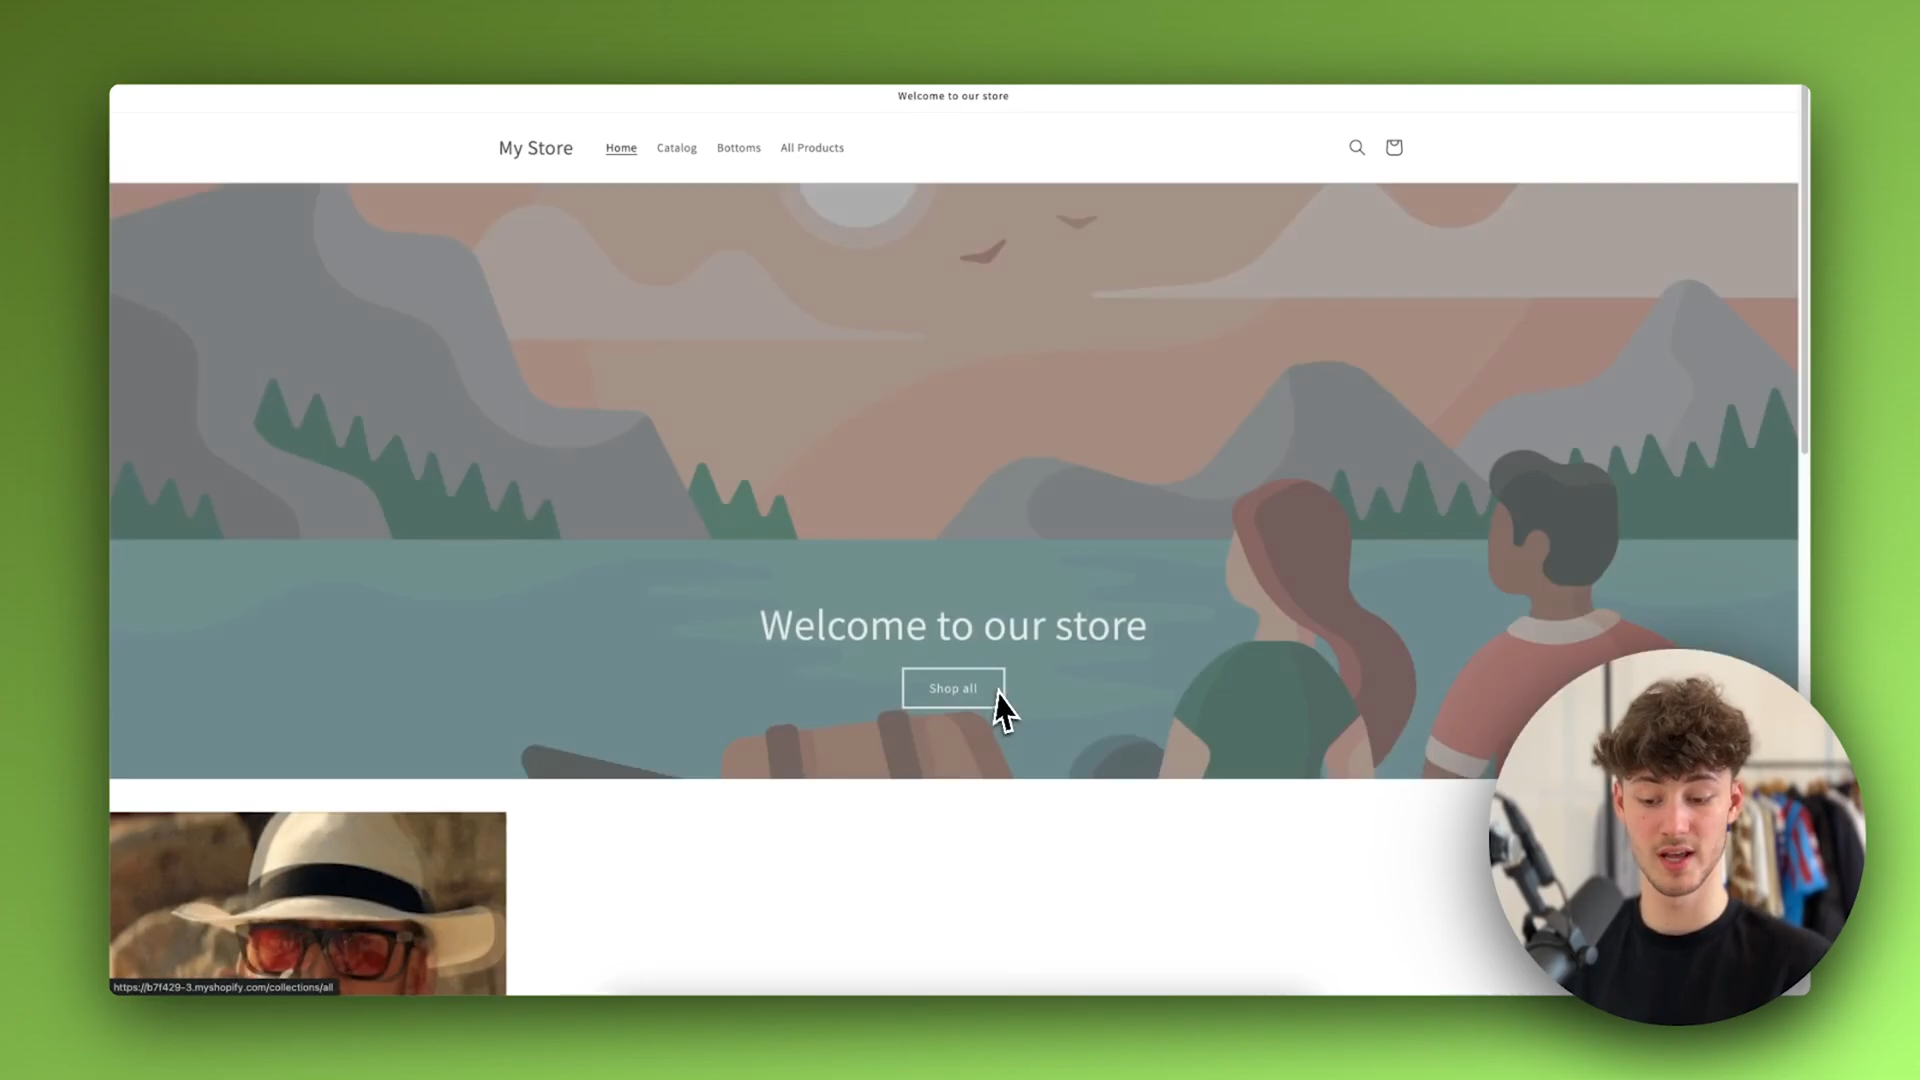 Welcome to our store
My Store Home Catalog Bottoms All Products
Welcome to our store
Shop all
https://b7f429-3.myshopify.com/collections/all